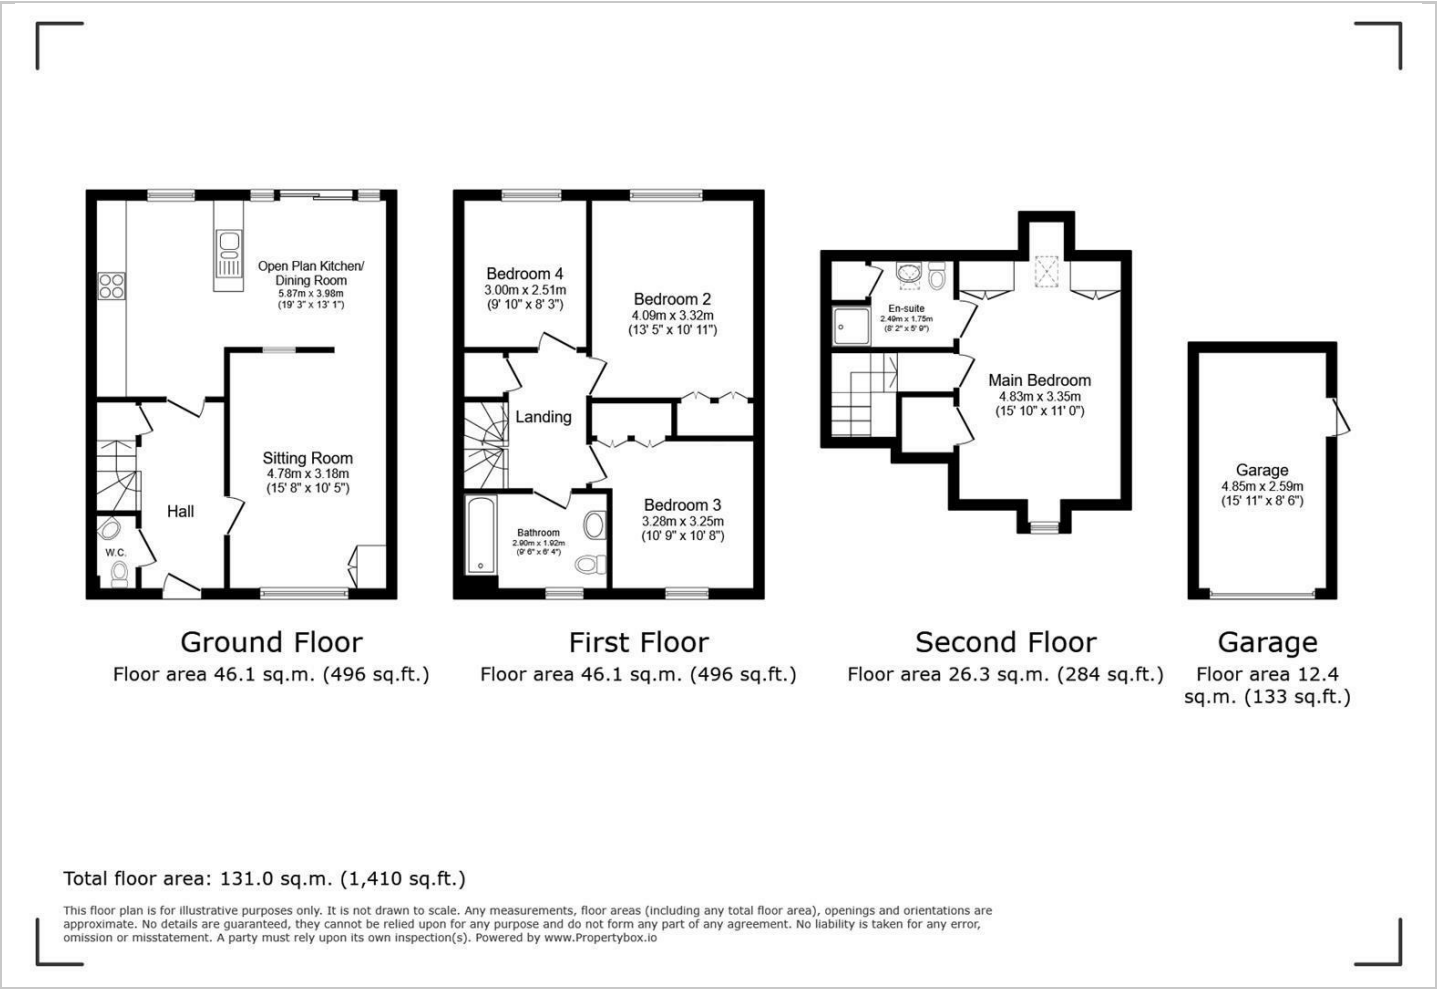 Open Plan Kitchen/
Dining Room
5.87m x 3.98m
(19' 3" x 13' 1")
Sitting Room
4.78m x 3.18m
(15' 8" x 10' 5")
Hall
W.C.
Ground Floor
Floor area 46.1 sq.m. (496 sq.ft.)
Bedroom 4
3.00m x 2.51m
(9' 10" x 8' 3")
Bedroom 2
4.09m x 3.32m
(13' 5" x 10' 11")
Landing
Bedroom 3
3.28m x 3.25m
(10' 9" x 10' 8")
Bathroom
2.90m x 1.92m
(9' 6" x 6' 4")
First Floor
Floor area 46.1 sq.m. (496 sq.ft.)
En-suite
2.49m x 1.75m
(8' 2" x 5' 9")
Main Bedroom
4.83m x 3.35m
(15' 10" x 11' 0")
Second Floor
Floor area 26.3 sq.m. (284 sq.ft.)
Garage
4.85m x 2.59m
(15' 11" x 8' 6")
Garage
Floor area 12.4
sq.m. (133 sq.ft.)
Total floor area: 131.0 sq.m. (1,410 sq.ft.)
This floor plan is for illustrative purposes only. It is not drawn to scale. Any measurements, floor areas (including any total floor area), openings and orientations are
approximate. No details are guaranteed, they cannot be relied upon for any purpose and do not form any part of any agreement. No liability is taken for any error,
omission or misstatement. A party must rely upon its own inspection(s). Powered by www.Propertybox.io